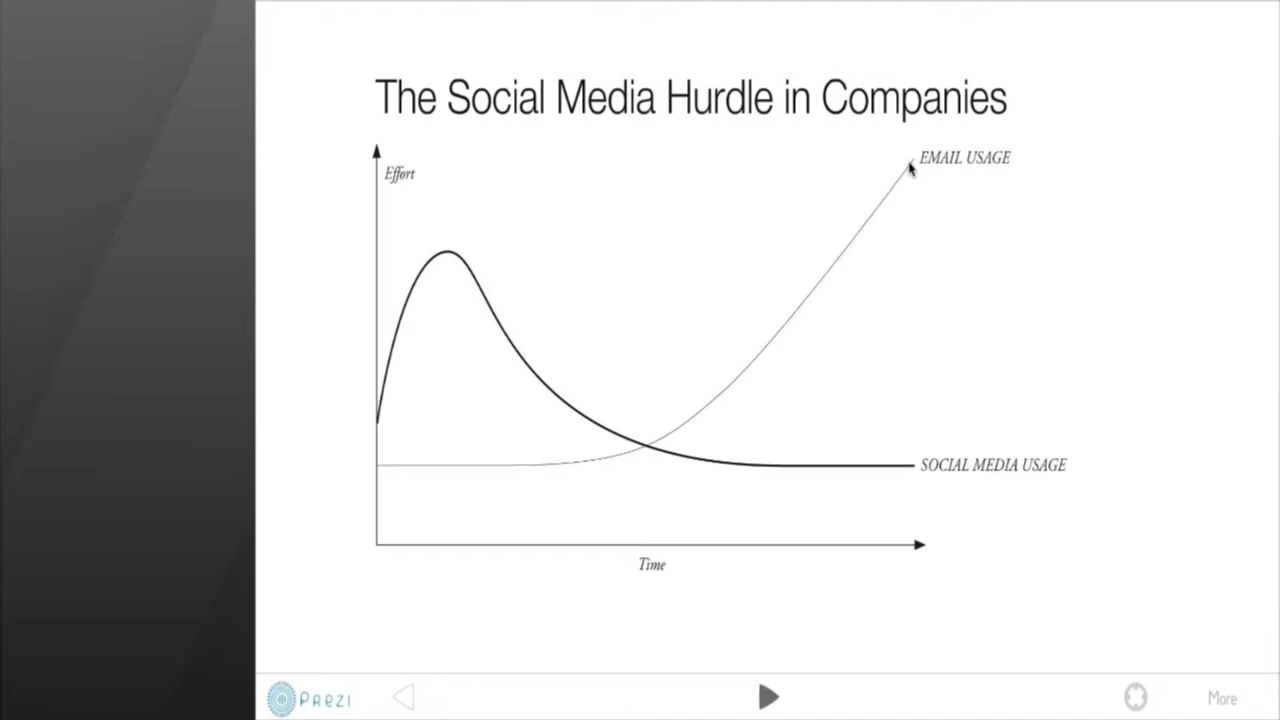 The Social Media Hurdle in Companies
EMAIL USAGE
Effort
SOCIAL MEDIA USAGE
Time
PREZI
More